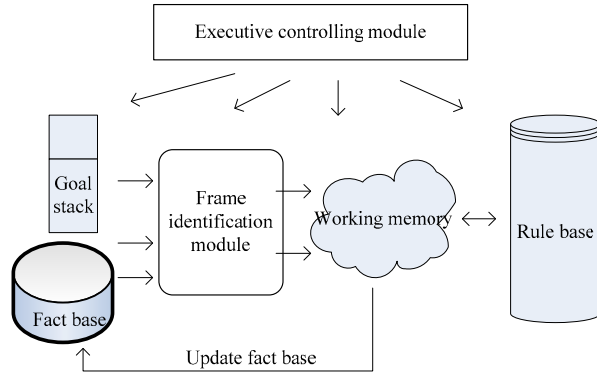 Executive controlling module
Goal
stack
Frame
identification
module
Working memory
Rule base
Fact base
Update fact base